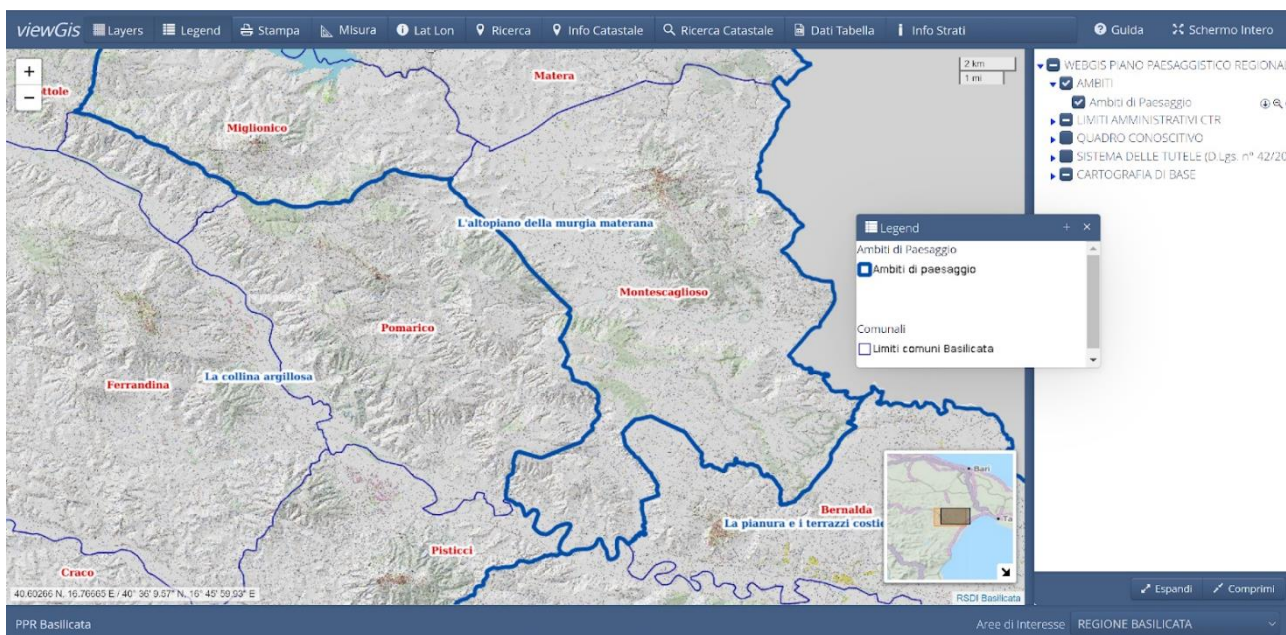 viewGis Layers Legend Stampa Misura Lat Lon Ricerca Info Catastale Ricerca Catastale Dati Tabella Info Strati Guida Schermo Intero
+
−
2 km
1 mi
Matera
Miglionico
L'altopiano della murgia materana
Montescaglioso
Pomarico
La collina argillosa
Ferrandina
Bernalda
La pianura e i terrazzi
Pisticci
Craco
40.60266 N, 16.76665 E / 40° 36' 9.57" N, 16° 45' 59.93" E
RSDI Basilicata
Bari
Legend + ×
Ambiti di Paesaggio
Ambiti di paesaggio
Comunali
Limiti comuni Basilicata
WEBGIS PIANO PAESAGGISTICO REGIONAL
AMBITI
Ambiti di Paesaggio
LIMITI AMMINISTRATIVI CTR
QUADRO CONOSCITIVO
SISTEMA DELLE TUTELE (D.Lgs. n° 42/20
CARTOGRAFIA DI BASE
Espandi Comprimi
PPR Basilicata Aree di Interesse REGIONE BASILICATA